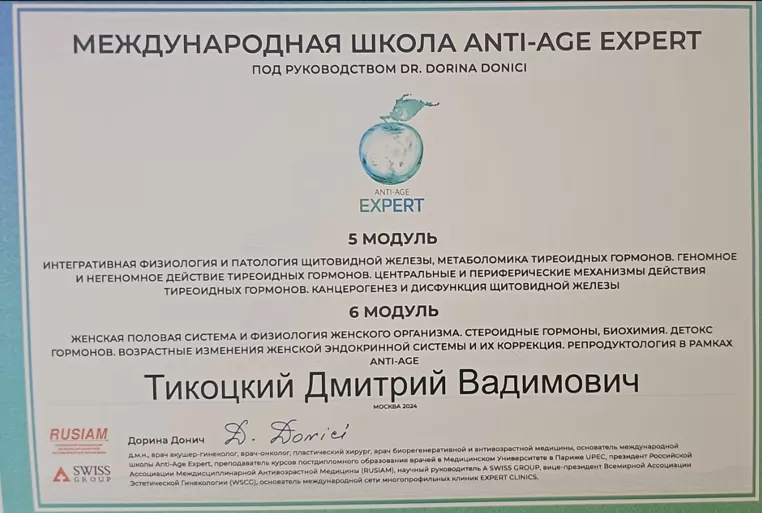 МЕЖДУНАРОДНАЯ ШКОЛА ANTI-AGE EXPERT
ПОД РУКОВОДСТВОМ DR. DORINA DONICI
ANTI-AGE
EXPERT
5 МОДУЛЬ
ИНТЕГРАТИВНАЯ ФИЗИОЛОГИЯ И ПАТОЛОГИЯ ЩИТОВИДНОЙ ЖЕЛЕЗЫ, МЕТАБОЛОМИКА ТИРЕОИДНЫХ ГОРМОНОВ. ГЕНОМНОЕ
И НЕГЕНОМНОЕ ДЕЙСТВИЕ ТИРЕОИДНЫХ ГОРМОНОВ. ЦЕНТРАЛЬНЫЕ И ПЕРИФЕРИЧЕСКИЕ МЕХАНИЗМЫ ДЕЙСТВИЯ
ТИРЕОИДНЫХ ГОРМОНОВ. КАНЦЕРОГЕНЕЗ И ДИСФУНКЦИЯ ЩИТОВИДНОЙ ЖЕЛЕЗЫ
6 МОДУЛЬ
ЖЕНСКАЯ ПОЛОВАЯ СИСТЕМА И ФИЗИОЛОГИЯ ЖЕНСКОГО ОРГАНИЗМА. СТЕРОИДНЫЕ ГОРМОНЫ, БИОХИМИЯ. ДЕТОКС
ГОРМОНОВ. ВОЗРАСТНЫЕ ИЗМЕНЕНИЯ ЖЕНСКОЙ ЭНДОКРИННОЙ СИСТЕМЫ И ИХ КОРРЕКЦИЯ. РЕПРОДУКТОЛОГИЯ В РАМКАХ
ANTI-AGE
Тикоцкий Дмитрий Вадимович
МОСКВА 2024
RUSIAM
SWISS
GROUP
Дорина Донич D. Donici
д.м.н., врач акушер-гинеколог, врач-онколог, пластический хирург, врач биорегенеративной и антивозрастной медицины, основатель международной
школы Anti-Age Expert, преподаватель курсов постдипломного образования врачей в Медицинском Университете в Париже UPEC, президент Российской
Ассоциации Междисциплинарной Антивозрастной Медицины (RUSIAM), научный руководитель A SWISS GROUP, вице-президент Всемирной Ассоциации
Эстетической Гинекологии (WSCG), основатель международной сети многопрофильных клиник EXPERT CLINICS.